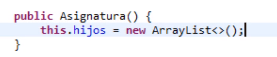 public Asignatura() {
this.hijos = new ArrayList<>();
}